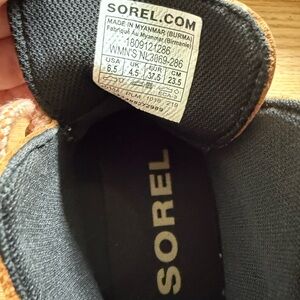 SOREL.COM
MADE IN MYANMAR (BURMA)
Fabriqué Au Myanmar (Birmanie)
1809121286
WMN'S NL3069-286
USA UK EUR CM
6.5 4.5 37.5 23.5
SOREL